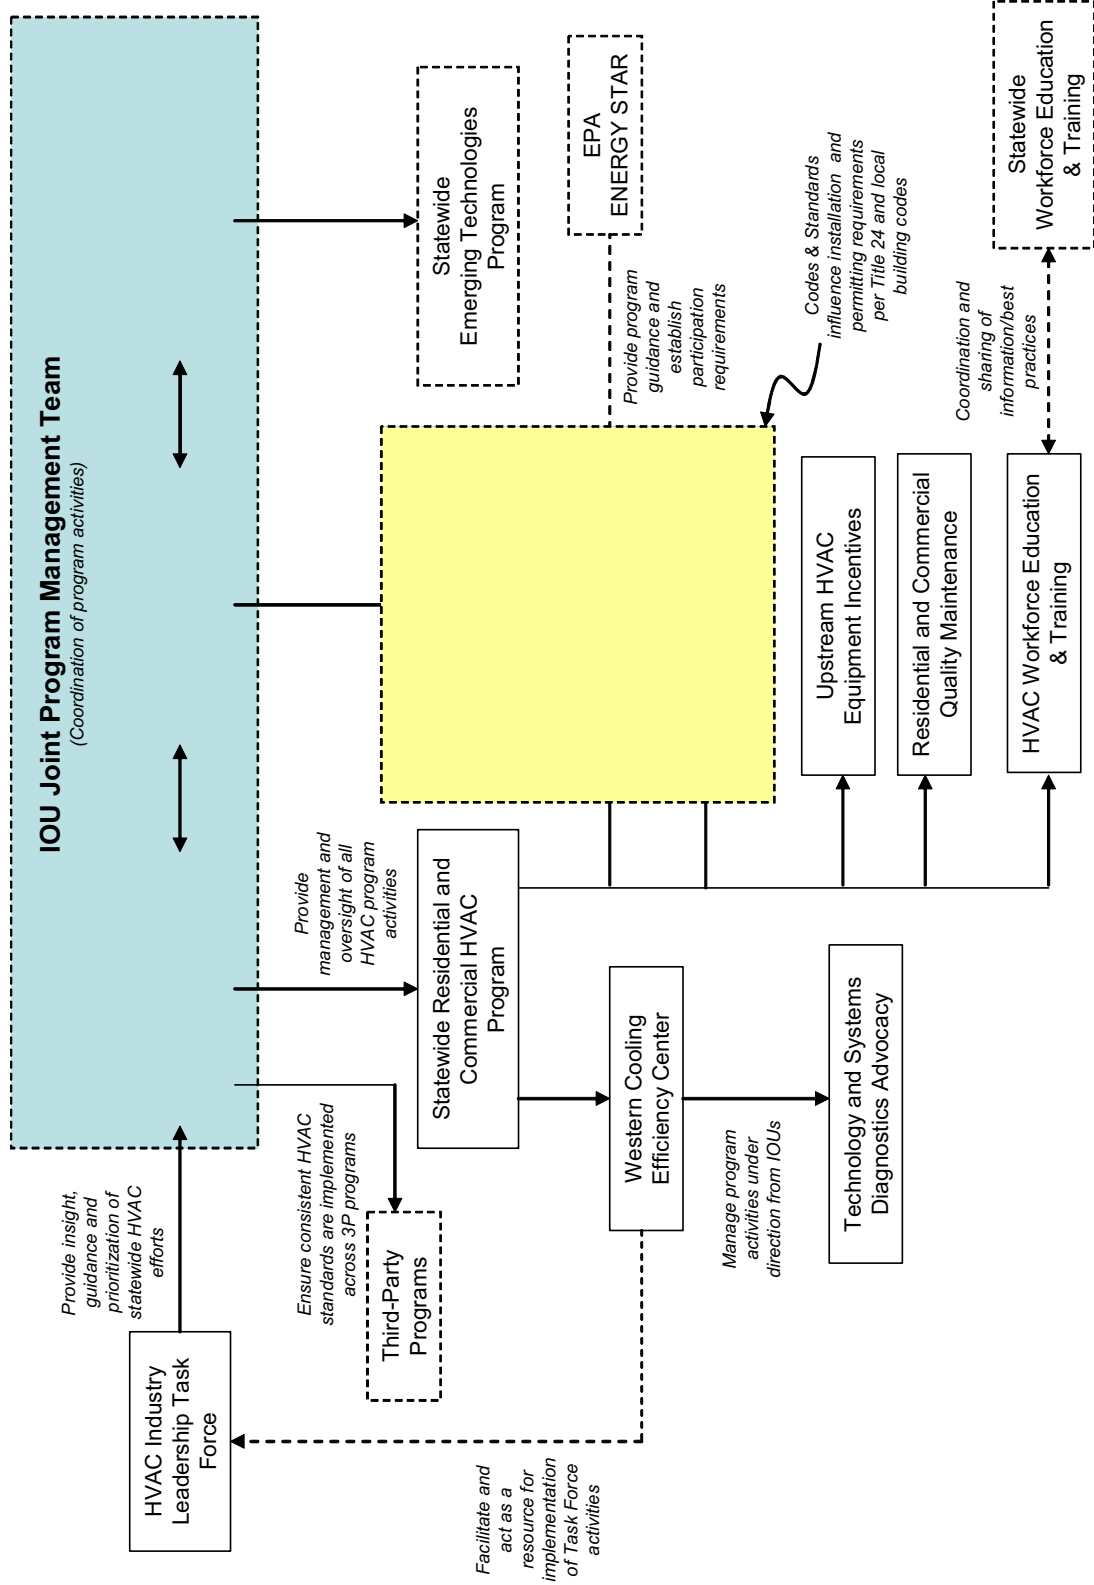 IOU Joint Program Management Team
(Coordination of program activities)
Provide insight,
guidance and
prioritization of
statewide HVAC
efforts
HVAC Industry
Leadership Task
Force
Ensure consistent HVAC
standards are implemented
across 3P programs
Third-Party
Programs
Provide
management and
oversight of all
HVAC program
activities
Statewide Residential and
Commercial HVAC
Program
Statewide
Emerging Technologies
Program
EPA
ENERGY STAR
Provide program
guidance and
establish
participation
requirements
Codes & Standards
influence installation and
permitting requirements
per Title 24 and local
building codes
Facilitate and
act as a
resource for
implementation
of Task Force
activities
Western Cooling
Efficiency Center
Manage program
activities under
direction from IOUs
Technology and Systems
Diagnostics Advocacy
Upstream HVAC
Equipment Incentives
Residential and Commercial
Quality Maintenance
HVAC Workforce Education
& Training
Coordination and
sharing of
information/best
practices
Statewide
Workforce Education
& Training